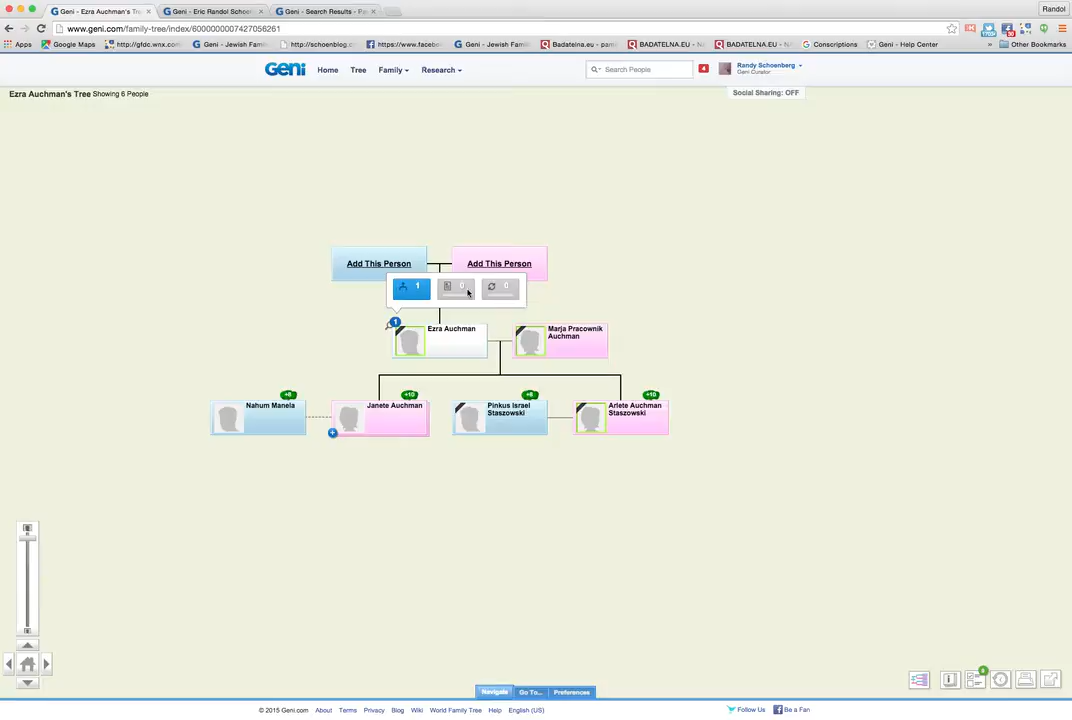 Geni - Ezra Auchman's Tre
Geni - Eric Randol Schoen
Geni - Search Results - Pa
Randol
www.geni.com/family-tree/index/6000000007427056281
Apps
Google Maps
http://gfdc.wnx.com/
Geni - Jewish Fami
http://schoenblog.c
https://www.facebo
Geni - Jewish Famil
Badatelna.eu - pam
BADATELNA.EU - N
BADATELNA.EU - N
Conscriptions
Geni - Help Center
»
Other Bookmarks
Geni
Home
Tree
Family
Research
Search People
4
Randy Schoenberg
Geni Curator
Social Sharing: OFF
Ezra Auchman's Tree Showing 6 People
Add This Person
Add This Person
1
0
0
1
Ezra Auchman
Marja Pracownik
Auchman
Nahum Manela
Janete Auchman
+10
Pinkus Israel
Staszowski
Arlete Auchman
Staszowski
+10
9
Navigate
Go To...
Preferences
© 2015 Geni.com
About
Terms
Privacy
Blog
Wiki
World Family Tree
Help
English (US)
Follow Us
Be a Fan